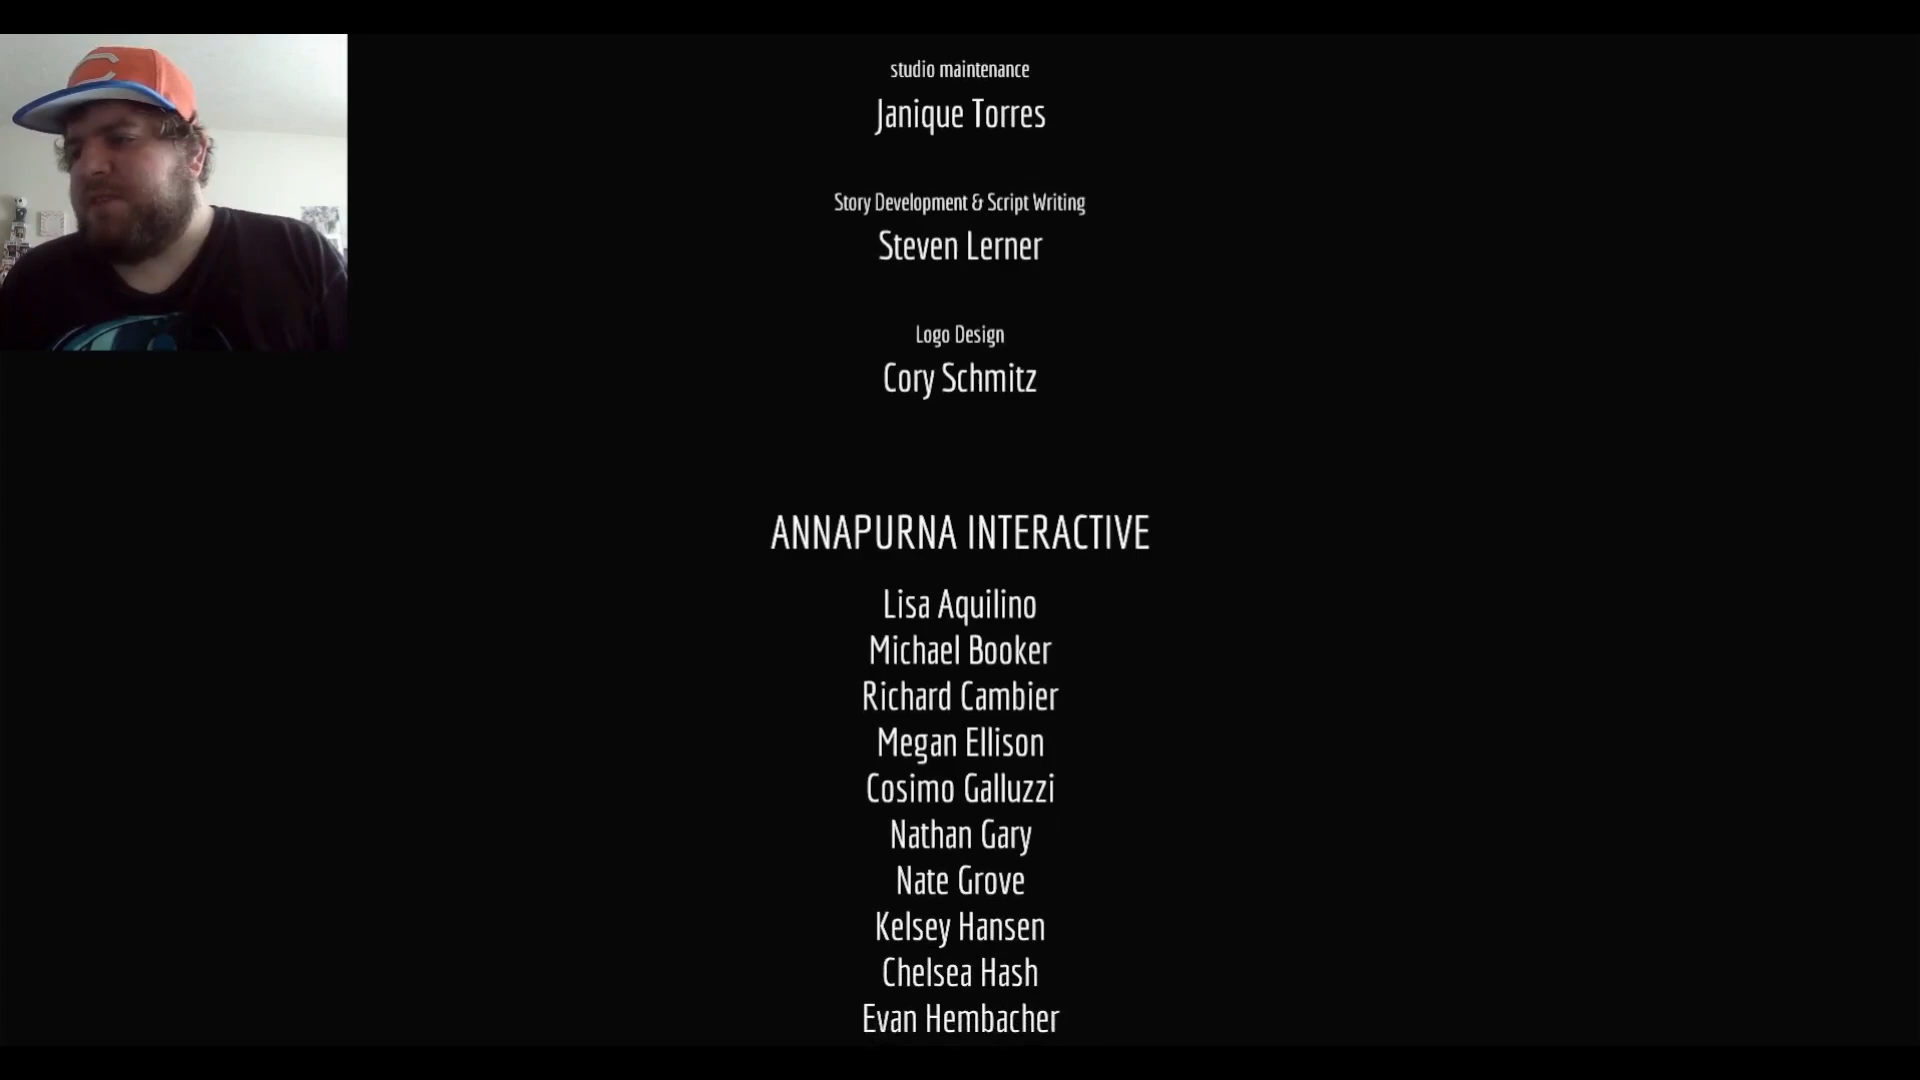 studio maintenance
Janique Torres
Story Development & Script Writing
Steven Lerner
Logo Design
Cory Schmitz
ANNAPURNA INTERACTIVE
Lisa Aquilino
Michael Booker
Richard Cambier
Megan Ellison
Cosimo Galluzzi
Nathan Gary
Nate Grove
Kelsey Hansen
Chelsea Hash
Evan Hembacher
C